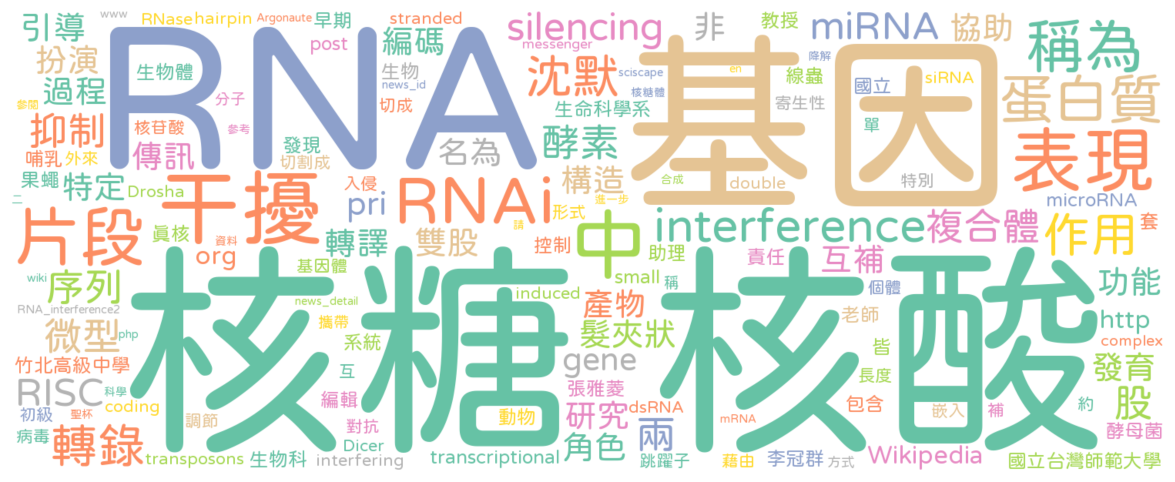 RNA
基因
核糖核酸
RNase
hairpin
Argonaute
早期
stranded
silencing
非
教授
miRNA
協助
稱為
www
引導
post
編碼
messenger
沈默
sciscape
線蟲
en
siRNA
降解
扮演
生物體
生物
news_id
切成
核糖體
國立
寄生性
單
蛋白質
過程
分子
生命科學系
參閱
抑制
核苷酸
參考
發現
傳訊
名為
酵素
表現
哺乳
外來
切割成
果蠅
特定
Drosha
干擾
入侵
RNAi
構造
合成
double
特別
進一步
microRNA
二
片段
pri
形式
中
interference
複合體
作用
套
轉譯
雙股
請
控制
助理
責任
互補
資料
org
基因體
wiki
序列
small
稱
個體
功能
induced
產物
RNA_interference2
news_detail
攜帶
php
微型
系統
髮夾狀
老師
http
complex
竹北高級中學
互
gene
皆
發育
RISC
科學
編輯
張雅菱
長度
初級
聖杯
coding
調節
動物
研究
dsRNA
兩
mRNA
包含
嵌入
補
約
股
病毒
對抗
轉錄
Dicer
角色
酵母菌
transposons
生物科
interfering
transcriptional
跳躍子
藉由
李冠群
方式
Wikipedia
國立台灣師範大學
真核